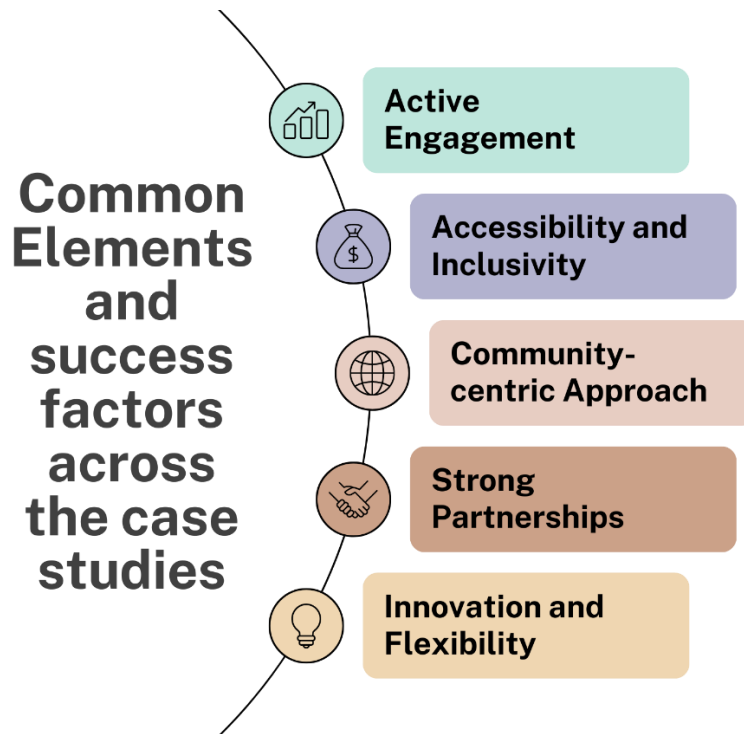 Common
Elements
and
success
factors
across
the case
studies
Active
Engagement
$
Accessibility and
Inclusivity
Community-
centric Approach
Strong
Partnerships
Innovation and
Flexibility